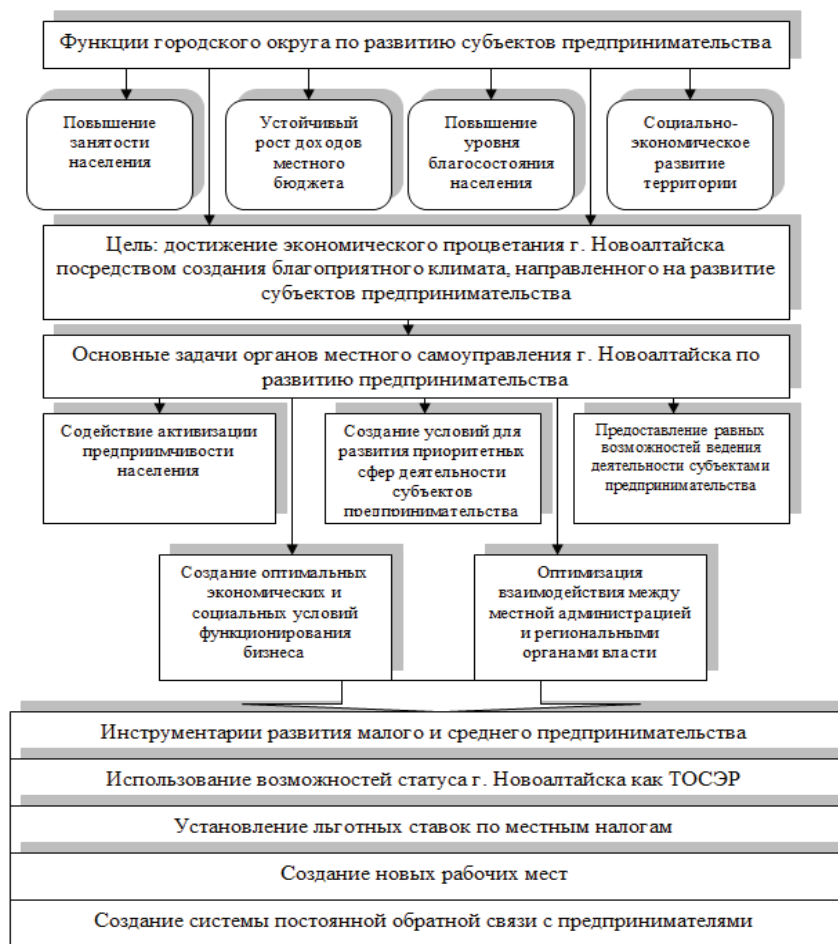 Функции городского округа по развитию субъектов предпринимательства
Повышение
занятости
населения
Устойчивый
рост доходов
местного
бюджета
Повышение
уровня
благосостояния
населения
Социально-
экономическое
развитие
территории
Цель: достижение экономического процветания г. Новоалтайска
посредством создания благоприятного климата, направленного на развитие
субъектов предпринимательства
Основные задачи органов местного самоуправления г. Новоалтайска по
развитию предпринимательства
Содействие активизации
предприимчивости
населения
Создание условий для
развития приоритетных
сфер деятельности
субъектов
предпринимательства
Предоставление равных
возможностей ведения
деятельности субъектами
предпринимательства
Создание оптимальных
экономических и
социальных условий
функционирования
бизнеса
Оптимизация
взаимодействия между
местной администрацией
и региональными
органами власти
Инструментарии развития малого и среднего предпринимательства
Использование возможностей статуса г. Новоалтайска как ТОСЭР
Установление льготных ставок по местным налогам
Создание новых рабочих мест
Создание системы постоянной обратной связи с предпринимателями